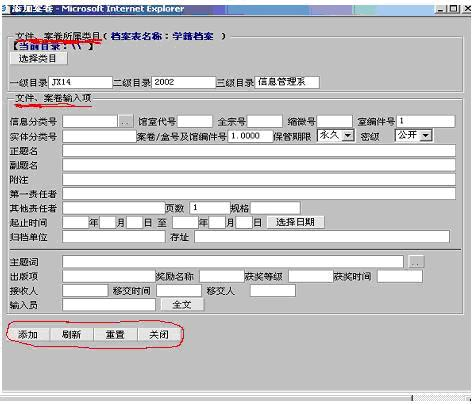 添加案卷 - Microsoft Internet Explorer
文件、案卷所属类目( 档案表名称:学籍档案 )
【当前目录:\\ 】
选择类目
一级目录 JX14 二级目录 2002 三级目录 信息管理系
文件、案卷输入项
信息分类号 .. 馆室代号 全宗号 缩微号 室编件号 1
实体分类号 案卷/盒号及馆编件号 1.0000 保管期限 永久 密级 公开
正题名
副题名
附注
第一责任者
其他责任者 页数 1 规格
起止时间 年 月 日 至 年 月 日 选择日期
归档单位 存址
主题词 ..
出版项 奖励名称 获奖等级 获奖时间
接收人 移交时间 移交人
输入员 全文
添加 刷新 重置 关闭